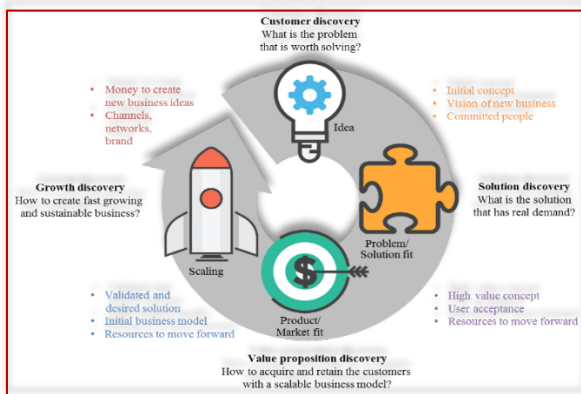 Customer discovery
What is the problem
that is worth solving?
• Money to create
new business ideas
• Channels,
networks,
brand
Idea
• Initial concept
• Vision of new business
• Committed people
Growth discovery
How to create fast growing
and sustainable business?
Solution discovery
What is the solution
that has real demand?
Scaling
Problem/
Solution fit
• Validated and
desired solution
• Initial business model
• Resources to move forward
$
Product/
Market fit
• High value concept
• User acceptance
• Resources to move forward
Value proposition discovery
How to acquire and retain the customers
with a scalable business model?